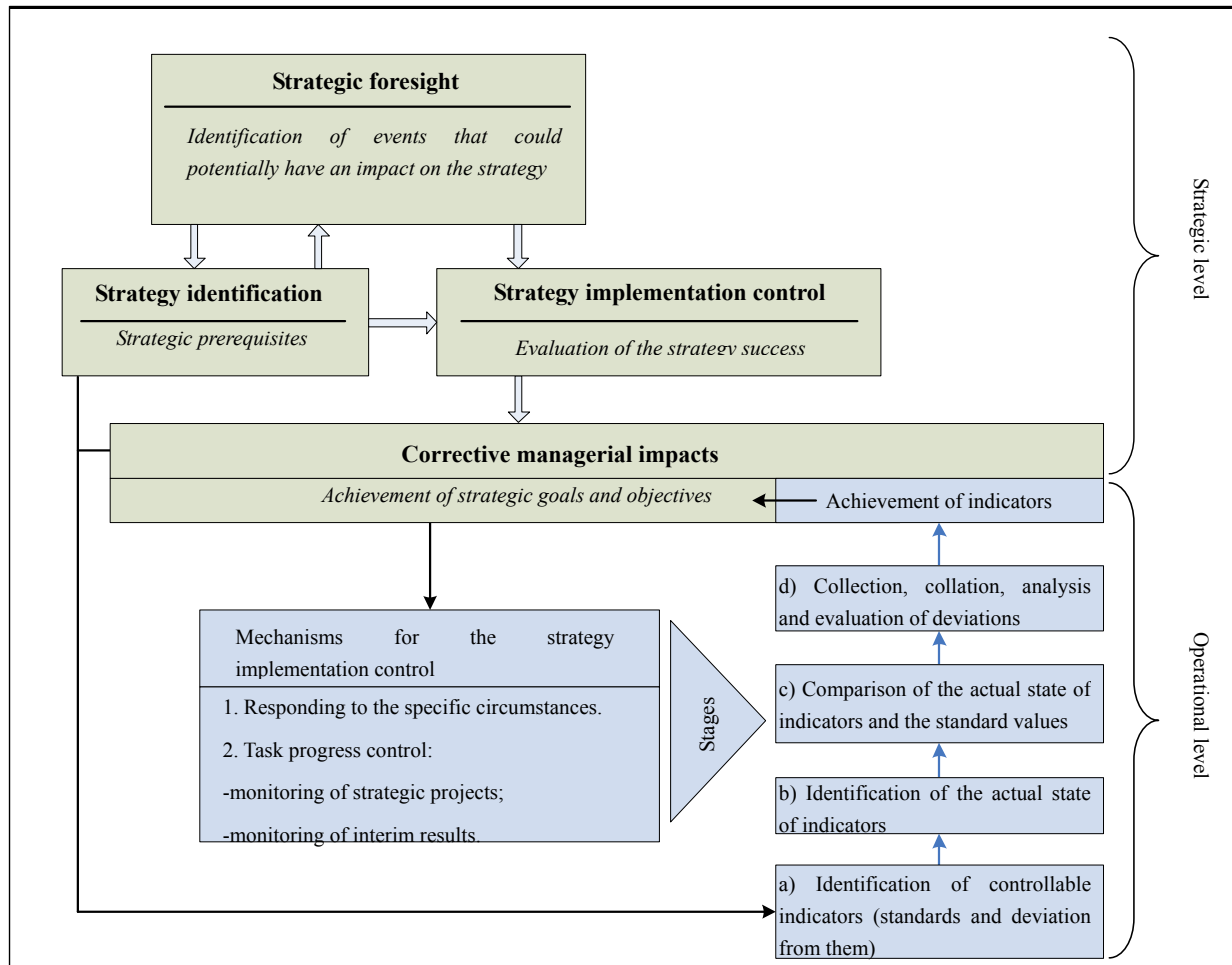 Strategic foresight
Identification of events that could
potentially have an impact on the strategy
Strategy identification
Strategic prerequisites
Strategy implementation control
Evaluation of the strategy success
Corrective managerial impacts
Achievement of strategic goals and objectives
Achievement of indicators
Mechanisms for the strategy
implementation control
1. Responding to the specific circumstances.
2. Task progress control:
-monitoring of strategic projects;
-monitoring of interim results.
Stages
d) Collection, collation, analysis
and evaluation of deviations
c) Comparison of the actual state of
indicators and the standard values
b) Identification of the actual state
of indicators
a) Identification of controllable
indicators (standards and deviation
from them)
Strategic level
Operational level